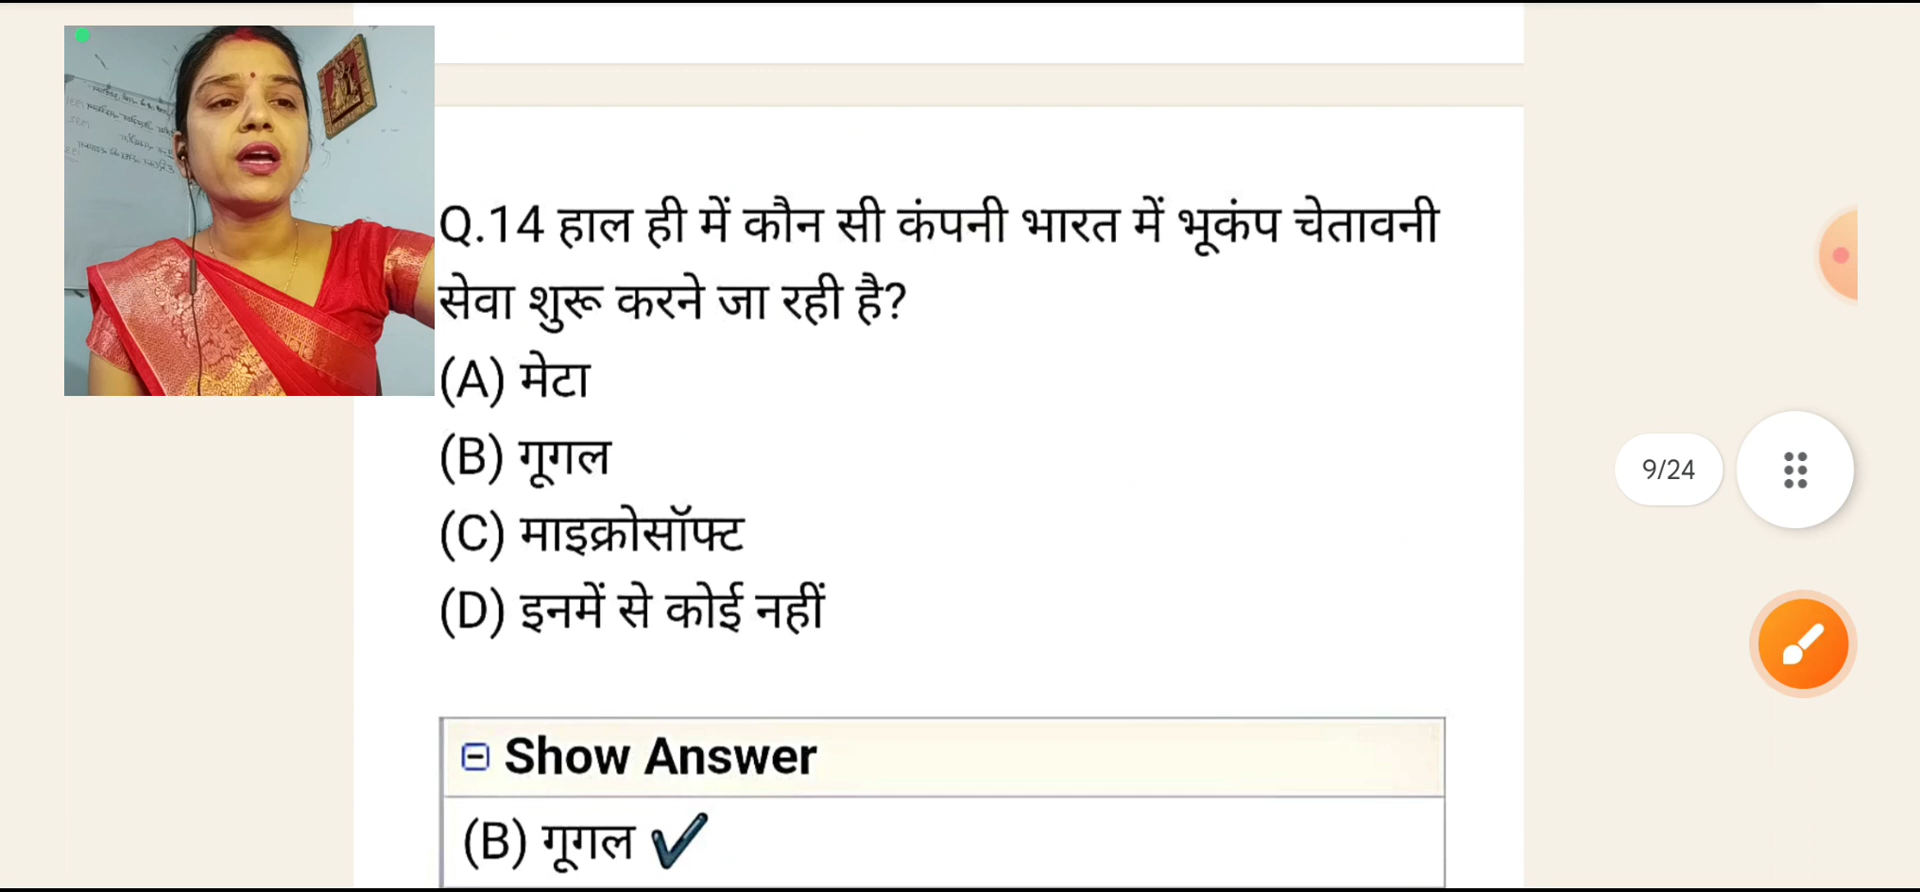 Q.14 हाल ही में कौन सी कंपनी भारत में भूकंप चेतावनी
सेवा शुरू करने जा रही है?
(A) मेटा
(B) गूगल
(C) माइक्रोसॉफ्ट
(D) इनमें से कोई नहीं
9/24
Show Answer
(B) गूगल